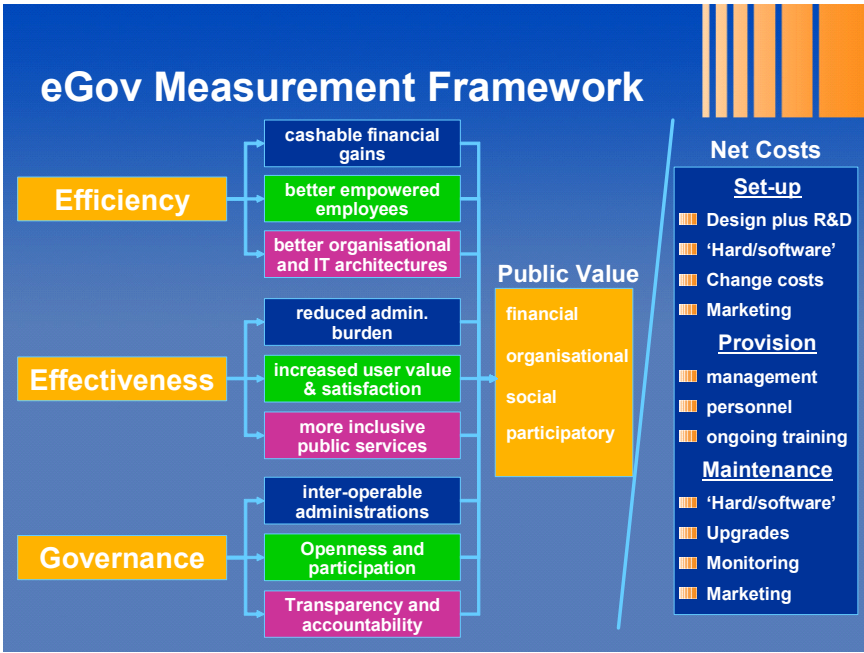 eGov Measurement Framework
Efficiency
cashable financial
gains
better empowered
employees
better organisational
and IT architectures
Effectiveness
reduced admin.
burden
increased user value
& satisfaction
more inclusive
public services
Governance
inter-operable
administrations
Openness and
participation
Transparency and
accountability
Public Value
financial
organisational
social
participatory
Net Costs
Set-up
Design plus R&D
‘Hard/software’
Change costs
Marketing
Provision
management
personnel
ongoing training
Maintenance
‘Hard/software’
Upgrades
Monitoring
Marketing